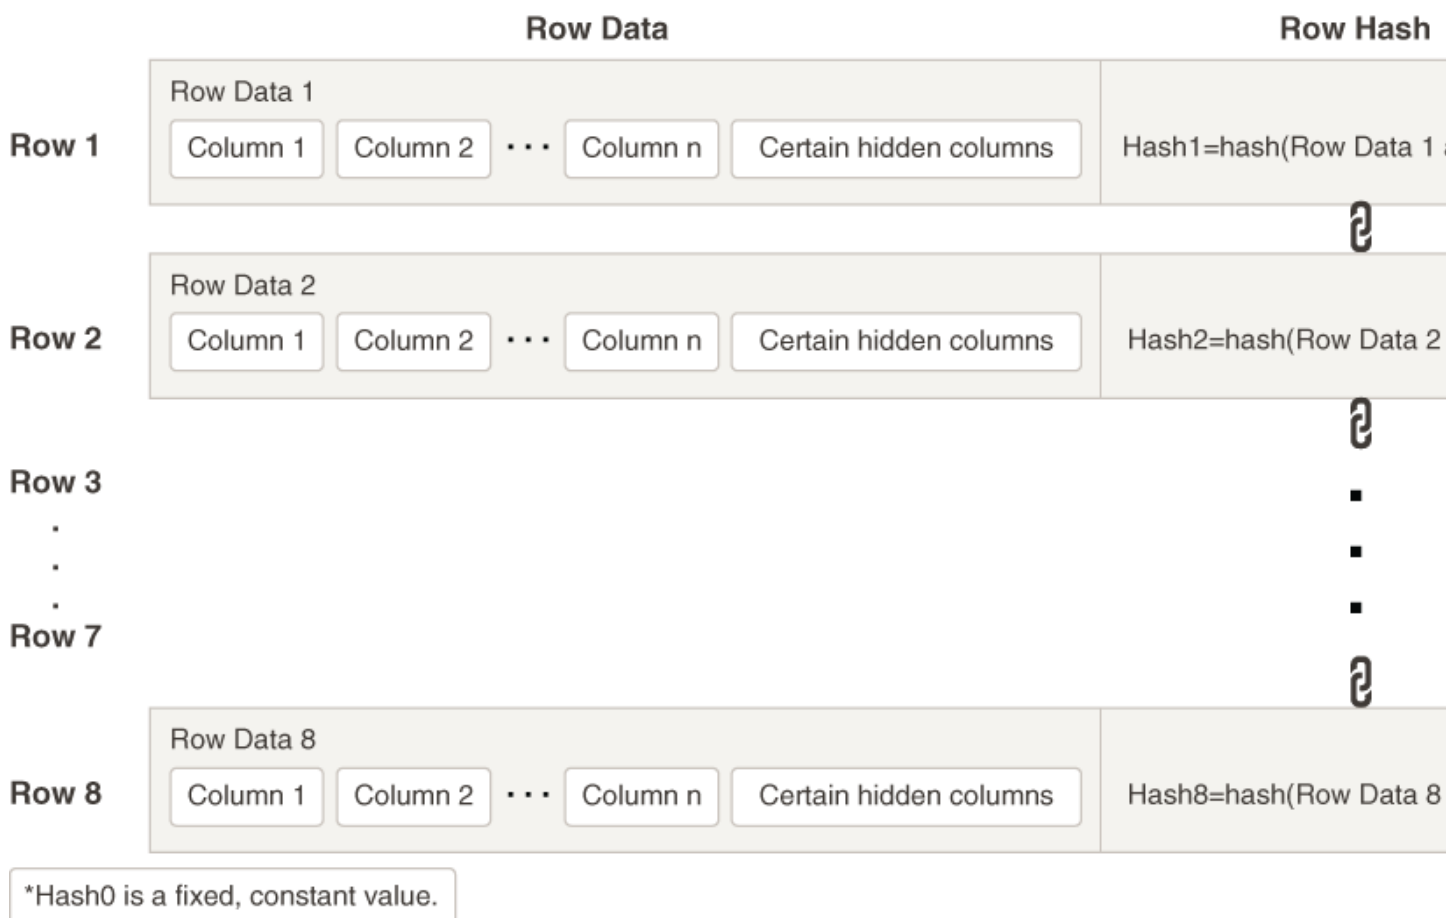 Row Data Row Hash
Row Data 1
Row 1 Column 1 Column 2 ... Column n Certain hidden columns Hash1=hash(Row Data 1
Row Data 2
Row 2 Column 1 Column 2 ... Column n Certain hidden columns Hash2=hash(Row Data 2
Row 3
Row 7
Row Data 8
Row 8 Column 1 Column 2 ... Column n Certain hidden columns Hash8=hash(Row Data 8
*Hash0 is a fixed, constant value.